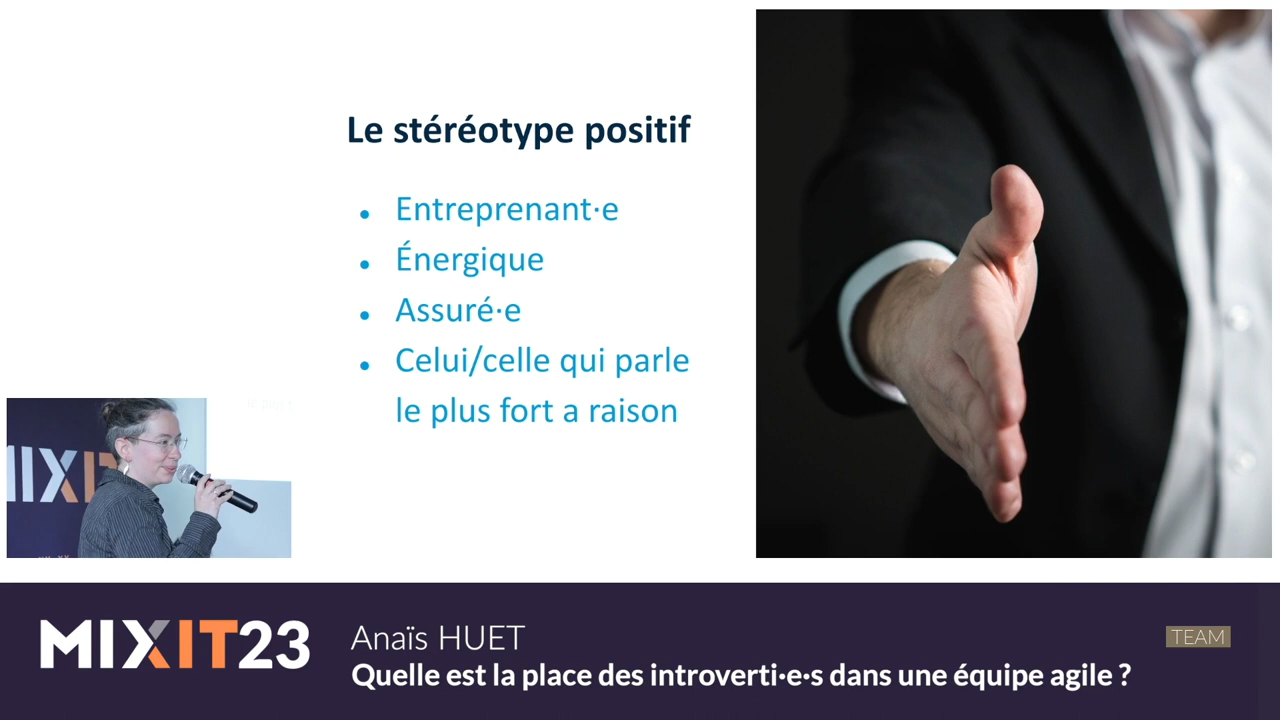 Le stéréotype positif
Entreprenant·e
Énergique
Assuré·e
Celui/celle qui parle
le plus fort a raison
MIXIT23
Anaïs HUET
TEAM
Quelle est la place des introverti·e·s dans une équipe agile ?